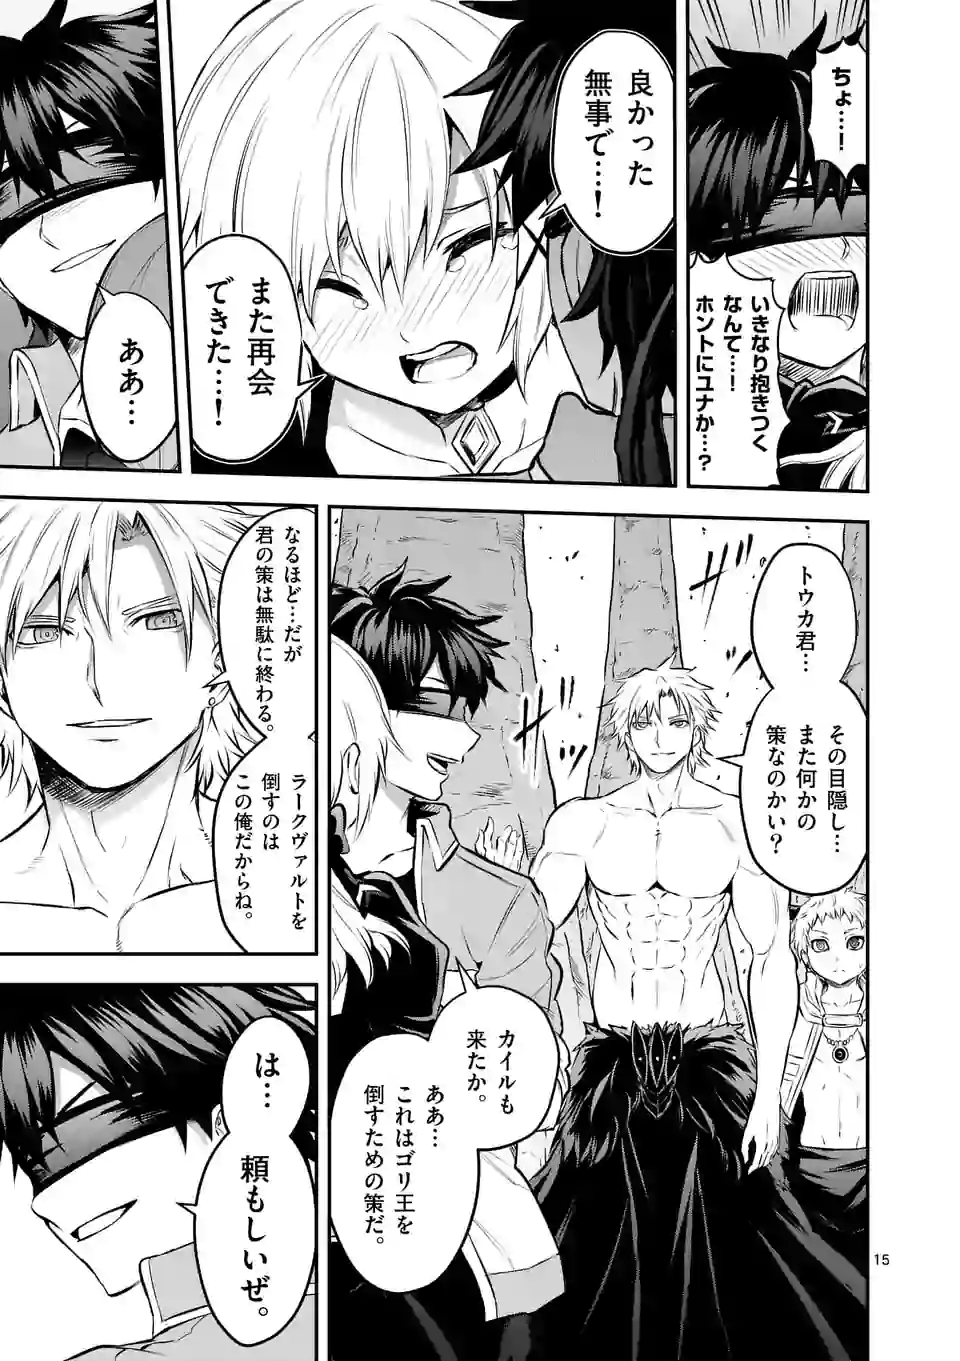 ちょ…！
いきなり抱きつく
なんて…！
ホントにユナか…？
良かった
無事で…！
また再会
できた…！
ああ…
トウカ君…
その目隠し…
また何かの
策なのかい？
カイルも
来たか。
ああ…
これはゴリ王を
倒すための策だ。
なるほど…だが
君の策は無駄に終わる。
ラークヴァルトを
倒すのは
この俺だからね。
は…
頼もしいぜ。
15